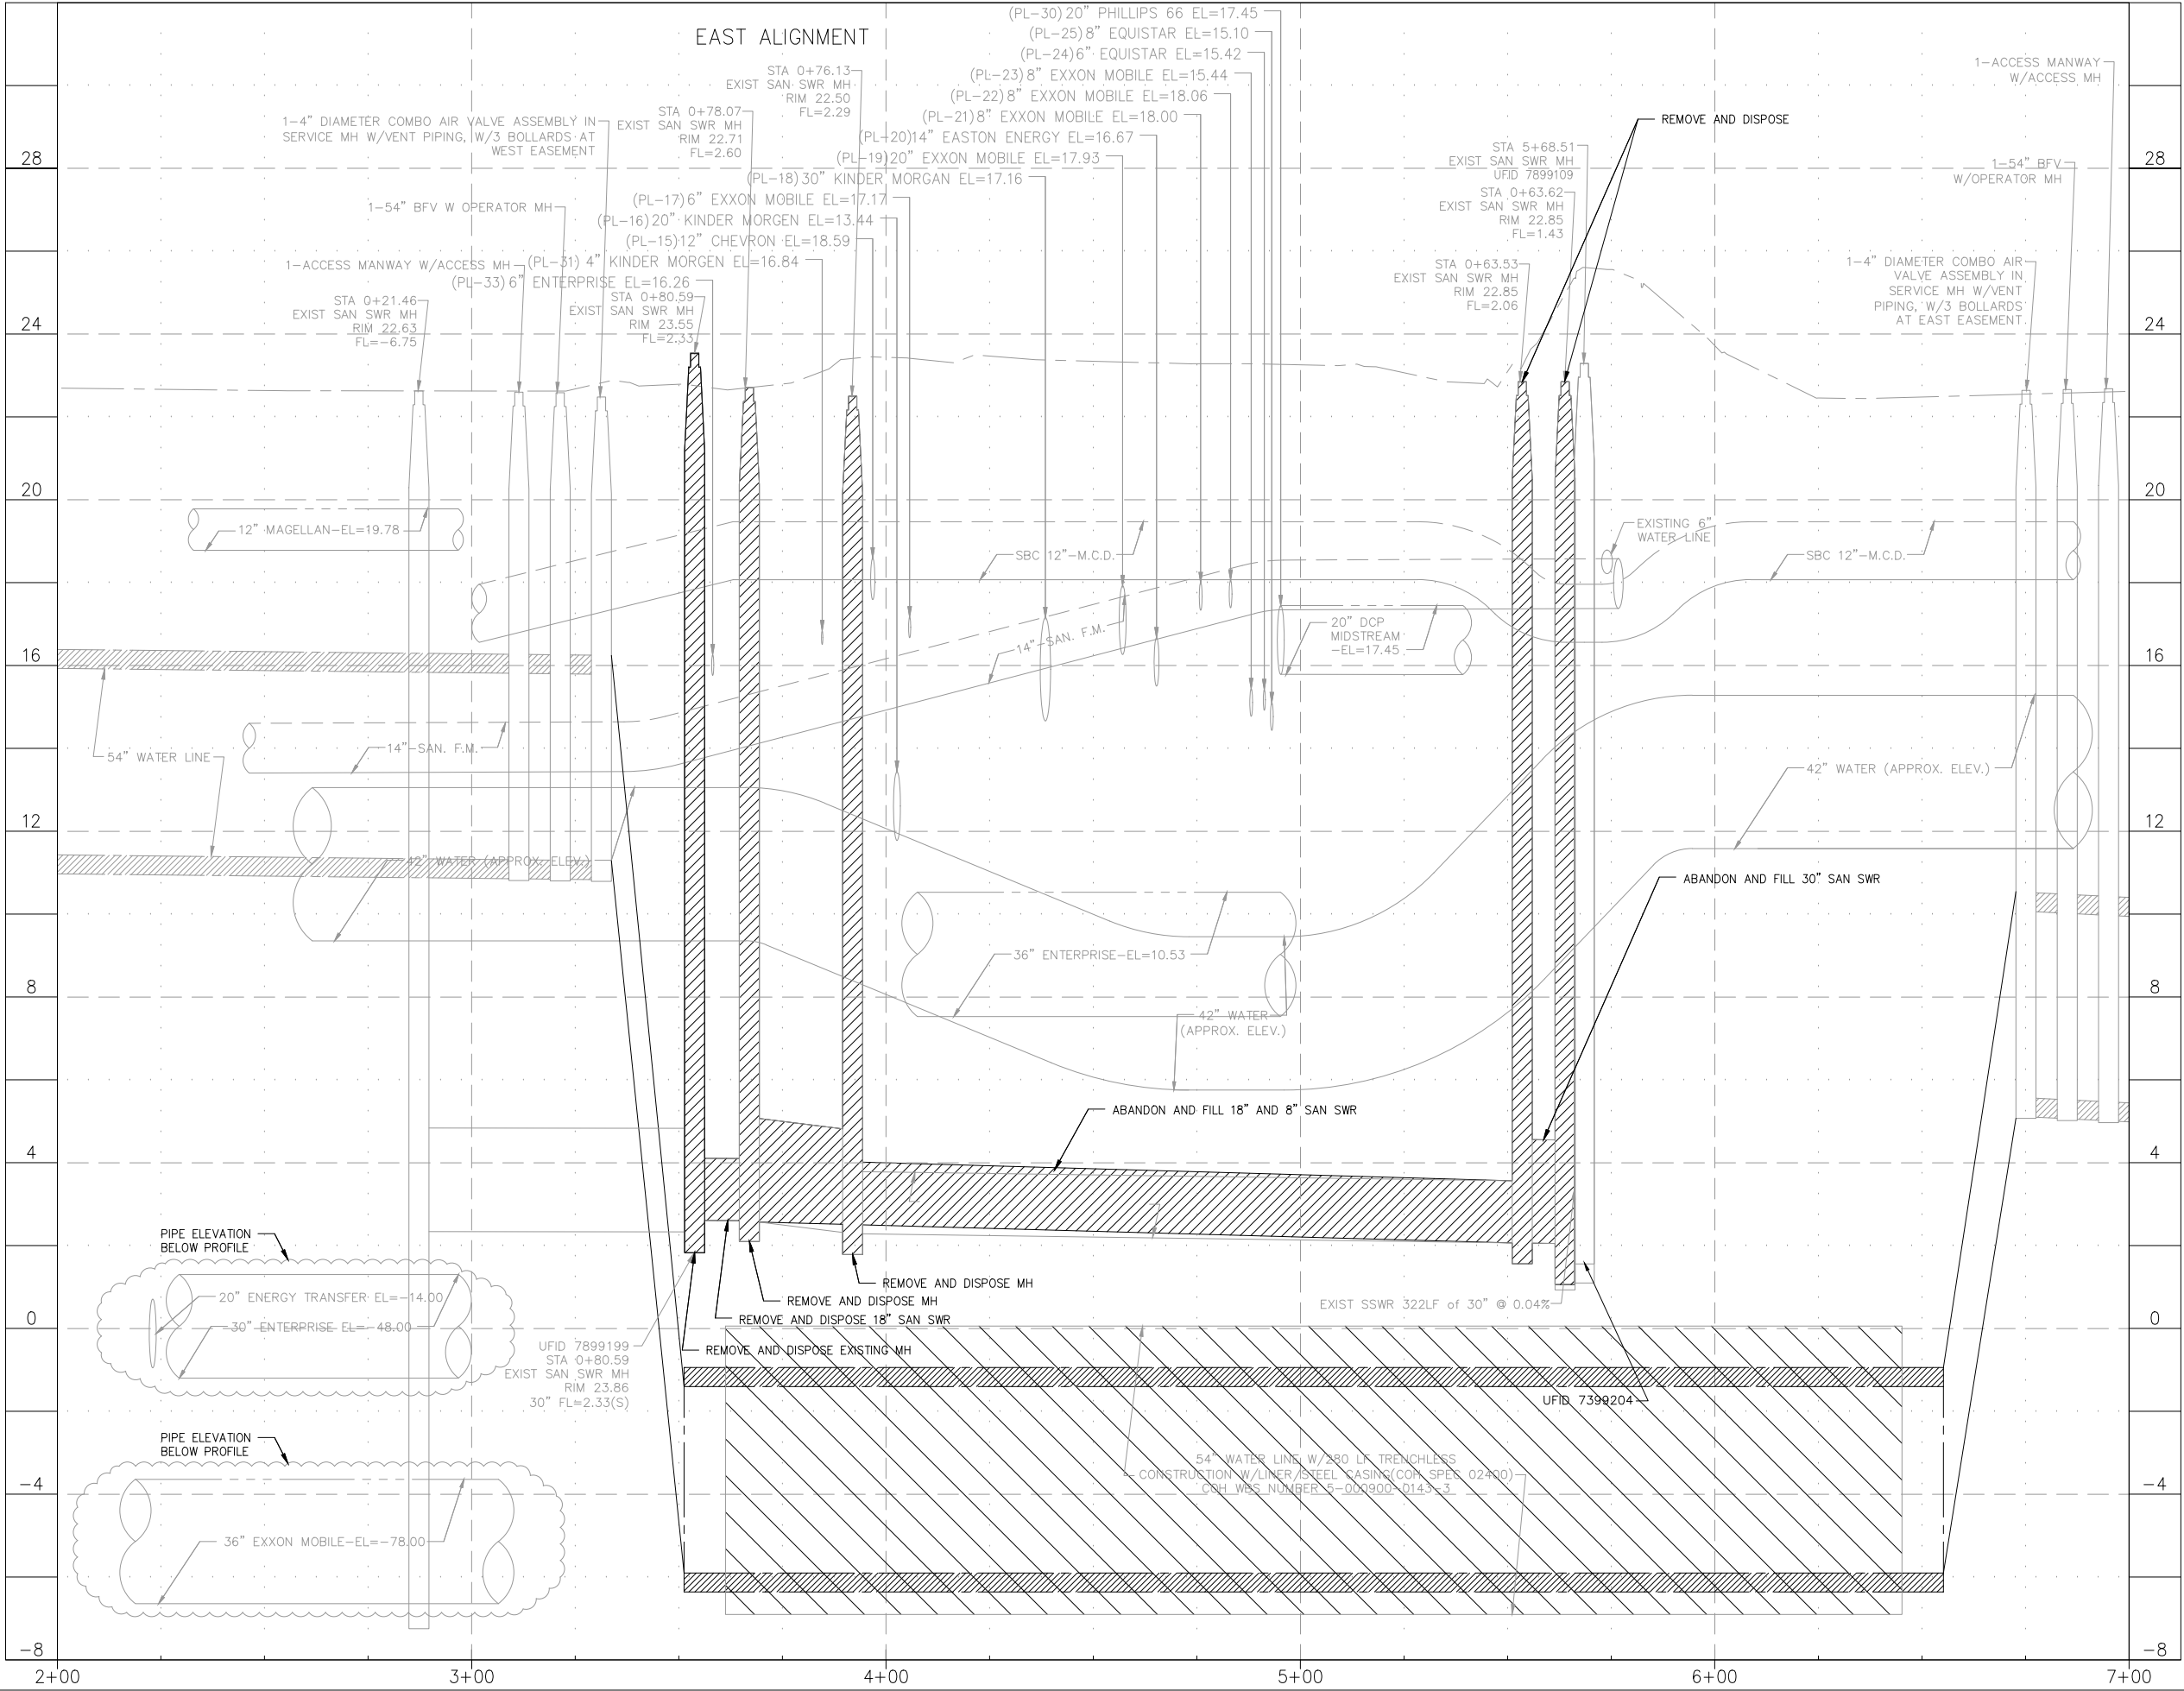 EAST ALIGNMENT
(PL-30) 20" PHILLIPS 66 EL=17.45
(PL-25) 8" EQUISTAR EL=15.10
(PL-24) 6" EQUISTAR EL=15.42
(PL-23) 8" EXXON MOBILE EL=15.44
(PL-22) 8" EXXON MOBILE EL=18.06
(PL-21) 8" EXXON MOBILE EL=18.00
(PL-20) 14" EASTON ENERGY EL=16.67
(PL-19) 20" EXXON MOBILE EL=17.93
(PL-18) 30" KINDER MORGAN EL=17.16
(PL-17) 6" EXXON MOBILE EL=17.17
(PL-16) 20" KINDER MORGEN EL=13.44
(PL-15) 12" CHEVRON EL=18.59
(PL-31) 4" KINDER MORGEN EL=16.84
(PL-33) 6" ENTERPRISE EL=16.26
STA 0+76.13
EXIST SAN SWR MH
RIM 22.50
FL=2.29
STA 0+78.07
EXIST SAN SWR MH
RIM 22.71
FL=2.60
1-4" DIAMETER COMBO AIR VALVE ASSEMBLY IN
SERVICE MH W/VENT PIPING, W/3 BOLLARDS AT
WEST EASEMENT
1-54" BFV W OPERATOR MH
1-ACCESS MANWAY W/ACCESS MH
STA 0+21.46
EXIST SAN SWR MH
RIM 22.63
FL=-6.75
STA 0+80.59
EXIST SAN SWR MH
RIM 23.55
FL=2.33
REMOVE AND DISPOSE
STA 5+68.51
EXIST SAN SWR MH
UFID 7899109
STA 0+63.62
EXIST SAN SWR MH
RIM 22.85
FL=1.43
STA 0+63.53
EXIST SAN SWR MH
RIM 22.85
FL=2.06
1-ACCESS MANWAY
W/ACCESS MH
1-54" BFV
W/OPERATOR MH
1-4" DIAMETER COMBO AIR
VALVE ASSEMBLY IN
SERVICE MH W/VENT
PIPING, W/3 BOLLARDS
AT EAST EASEMENT
28
24
20
16
12
8
4
0
-4
-8
28
24
20
16
12
8
4
0
-4
-8
12" MAGELLAN-EL=19.78
SBC 12"-M.C.D.
EXISTING 6"
WATER LINE
SBC 12"-M.C.D.
14"-SAN. F.M.
20" DCP
MIDSTREAM
-EL=17.45
54" WATER LINE
14"-SAN. F.M.
42" WATER (APPROX. ELEV.)
42" WATER (APPROX. ELEV.)
ABANDON AND FILL 30" SAN SWR
36" ENTERPRISE-EL=10.53
42" WATER
(APPROX. ELEV.)
ABANDON AND FILL 18" AND 8" SAN SWR
PIPE ELEVATION
BELOW PROFILE
20" ENERGY TRANSFER EL=-14.00
30" ENTERPRISE EL=-48.00
REMOVE AND DISPOSE MH
REMOVE AND DISPOSE MH
REMOVE AND DISPOSE 18" SAN SWR
REMOVE AND DISPOSE EXISTING MH
EXIST SSWR 322LF of 30" @ 0.04%
UFID 7899199
STA 0+80.59
EXIST SAN SWR MH
RIM 23.86
30" FL=2.33(S)
UFID 7399204
PIPE ELEVATION
BELOW PROFILE
36" EXXON MOBILE-EL=-78.00
54" WATER LINE W/280 LF TRENCHLESS
CONSTRUCTION W/LINER/STEEL CASING(COH SPEC 02400)
COH WBS NUMBER S-000900-0143-3
2+00
3+00
4+00
5+00
6+00
7+00